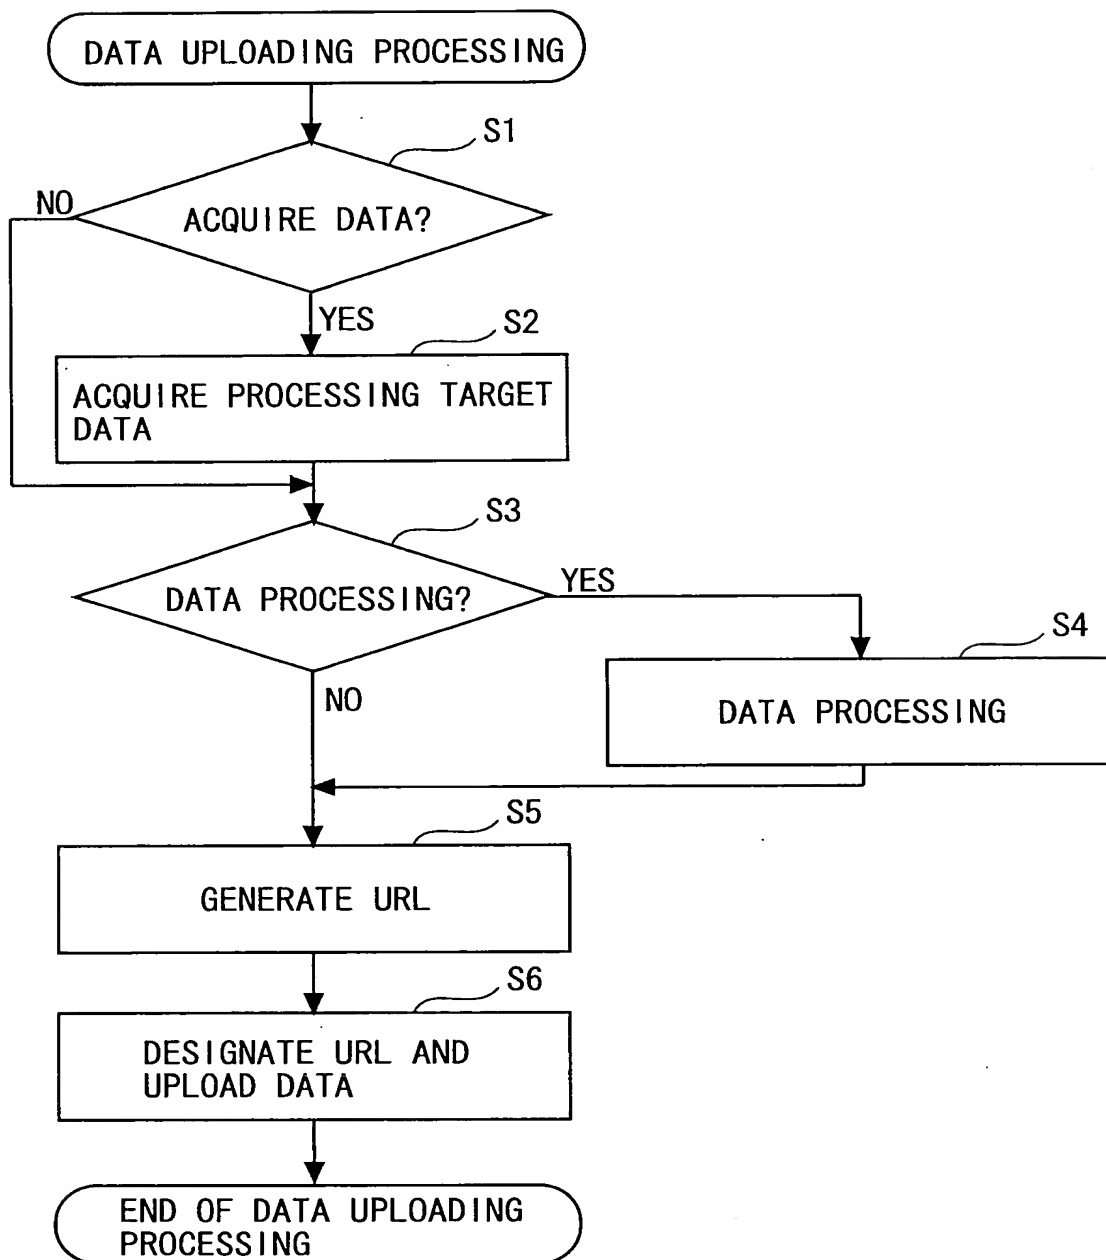 DATA UPLOADING PROCESSING
S1
NO
ACQUIRE DATA?
YES
S2
ACQUIRE PROCESSING TARGET
DATA
S3
DATA PROCESSING?
YES
S4
NO
DATA PROCESSING
S5
GENERATE URL
S6
DESIGNATE URL AND
UPLOAD DATA
END OF DATA UPLOADING
PROCESSING